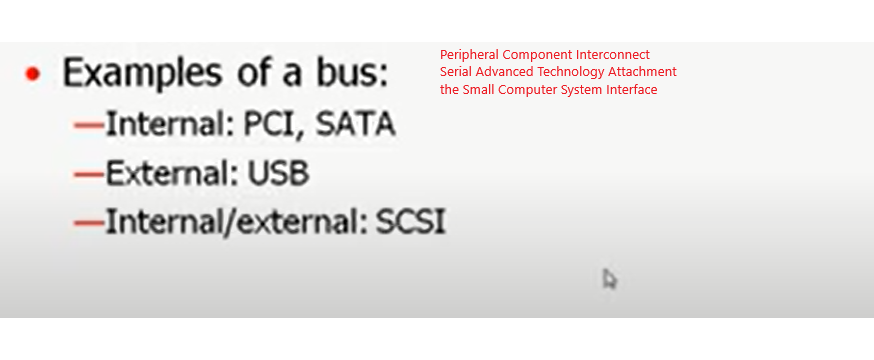 • Examples of a bus:
—Internal: PCI, SATA
—External: USB
—Internal/external: SCSI
Peripheral Component Interconnect
Serial Advanced Technology Attachment
the Small Computer System Interface